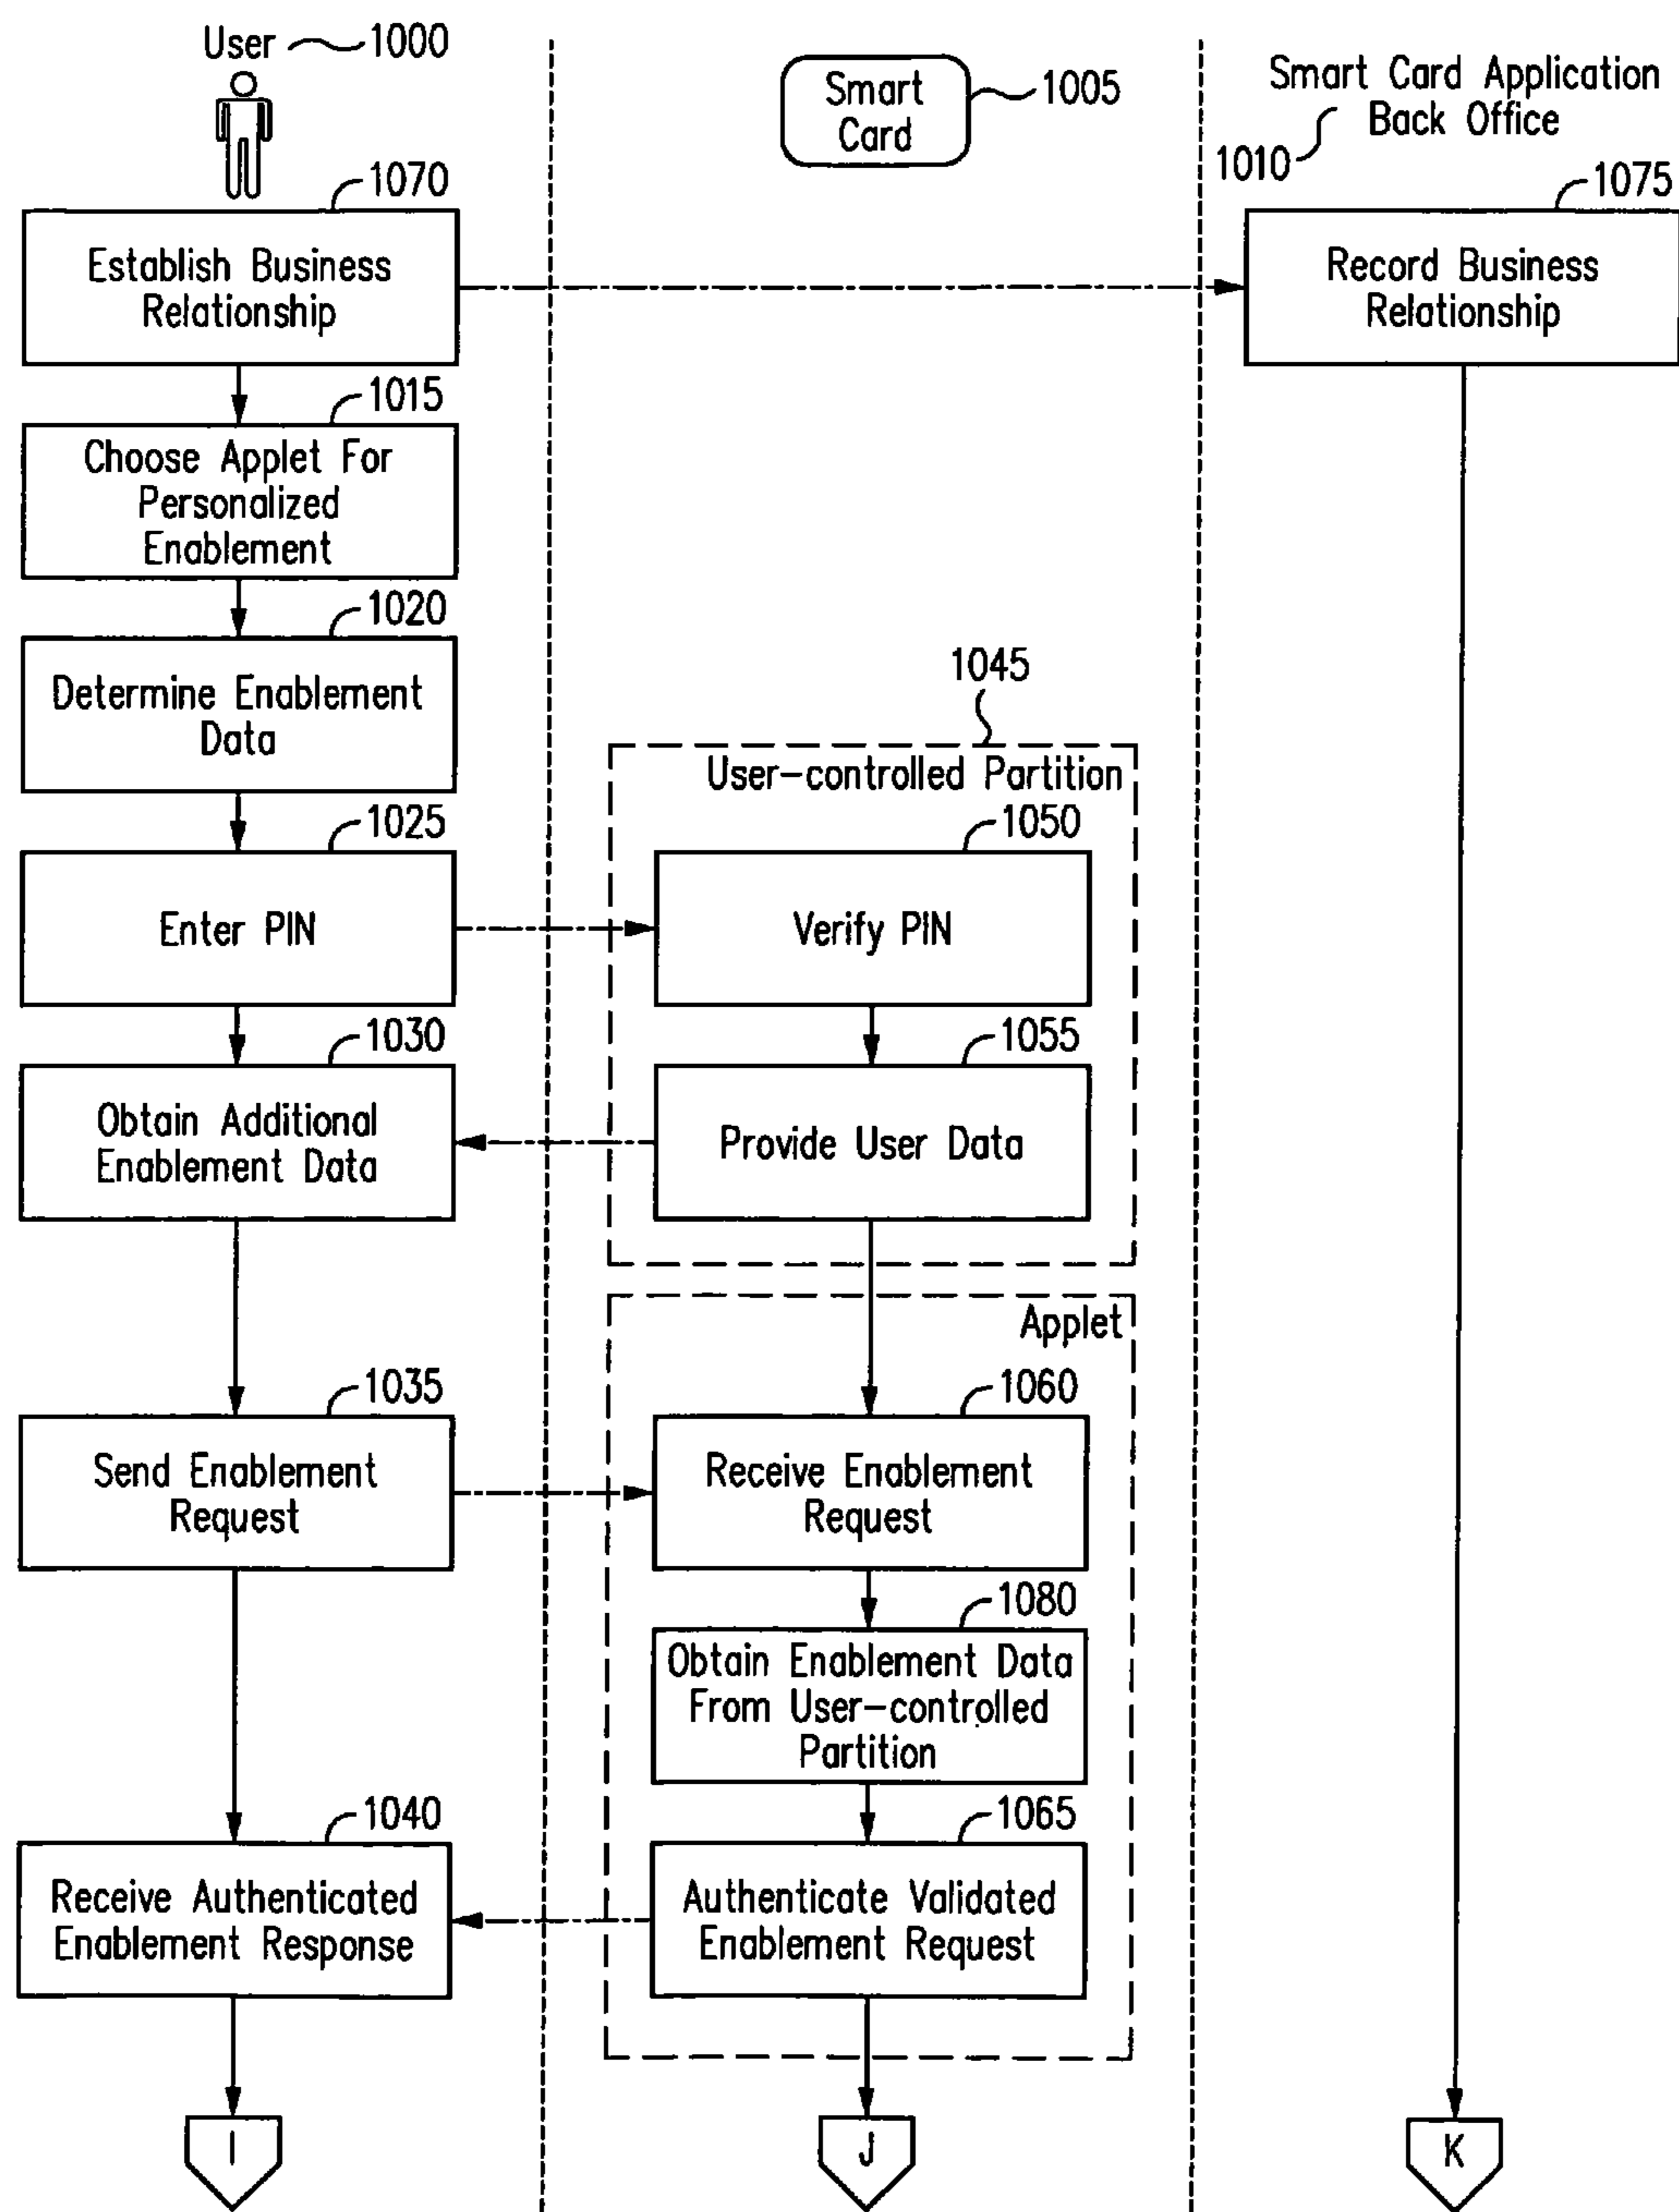 User 1000
Smart
Card
1005
Smart Card Application
Back Office
1010
1070
Establish Business
Relationship
1075
Record Business
Relationship
1015
Choose Applet For
Personalized
Enablement
1020
Determine Enablement
Data
1045
User-controlled Partition
1025
Enter PIN
1050
Verify PIN
1030
Obtain Additional
Enablement Data
1055
Provide User Data
Applet
1035
Send Enablement
Request
1060
Receive Enablement
Request
1080
Obtain Enablement Data
From User-controlled
Partition
1040
Receive Authenticated
Enablement Response
1065
Authenticate Validated
Enablement Request
I
J
K